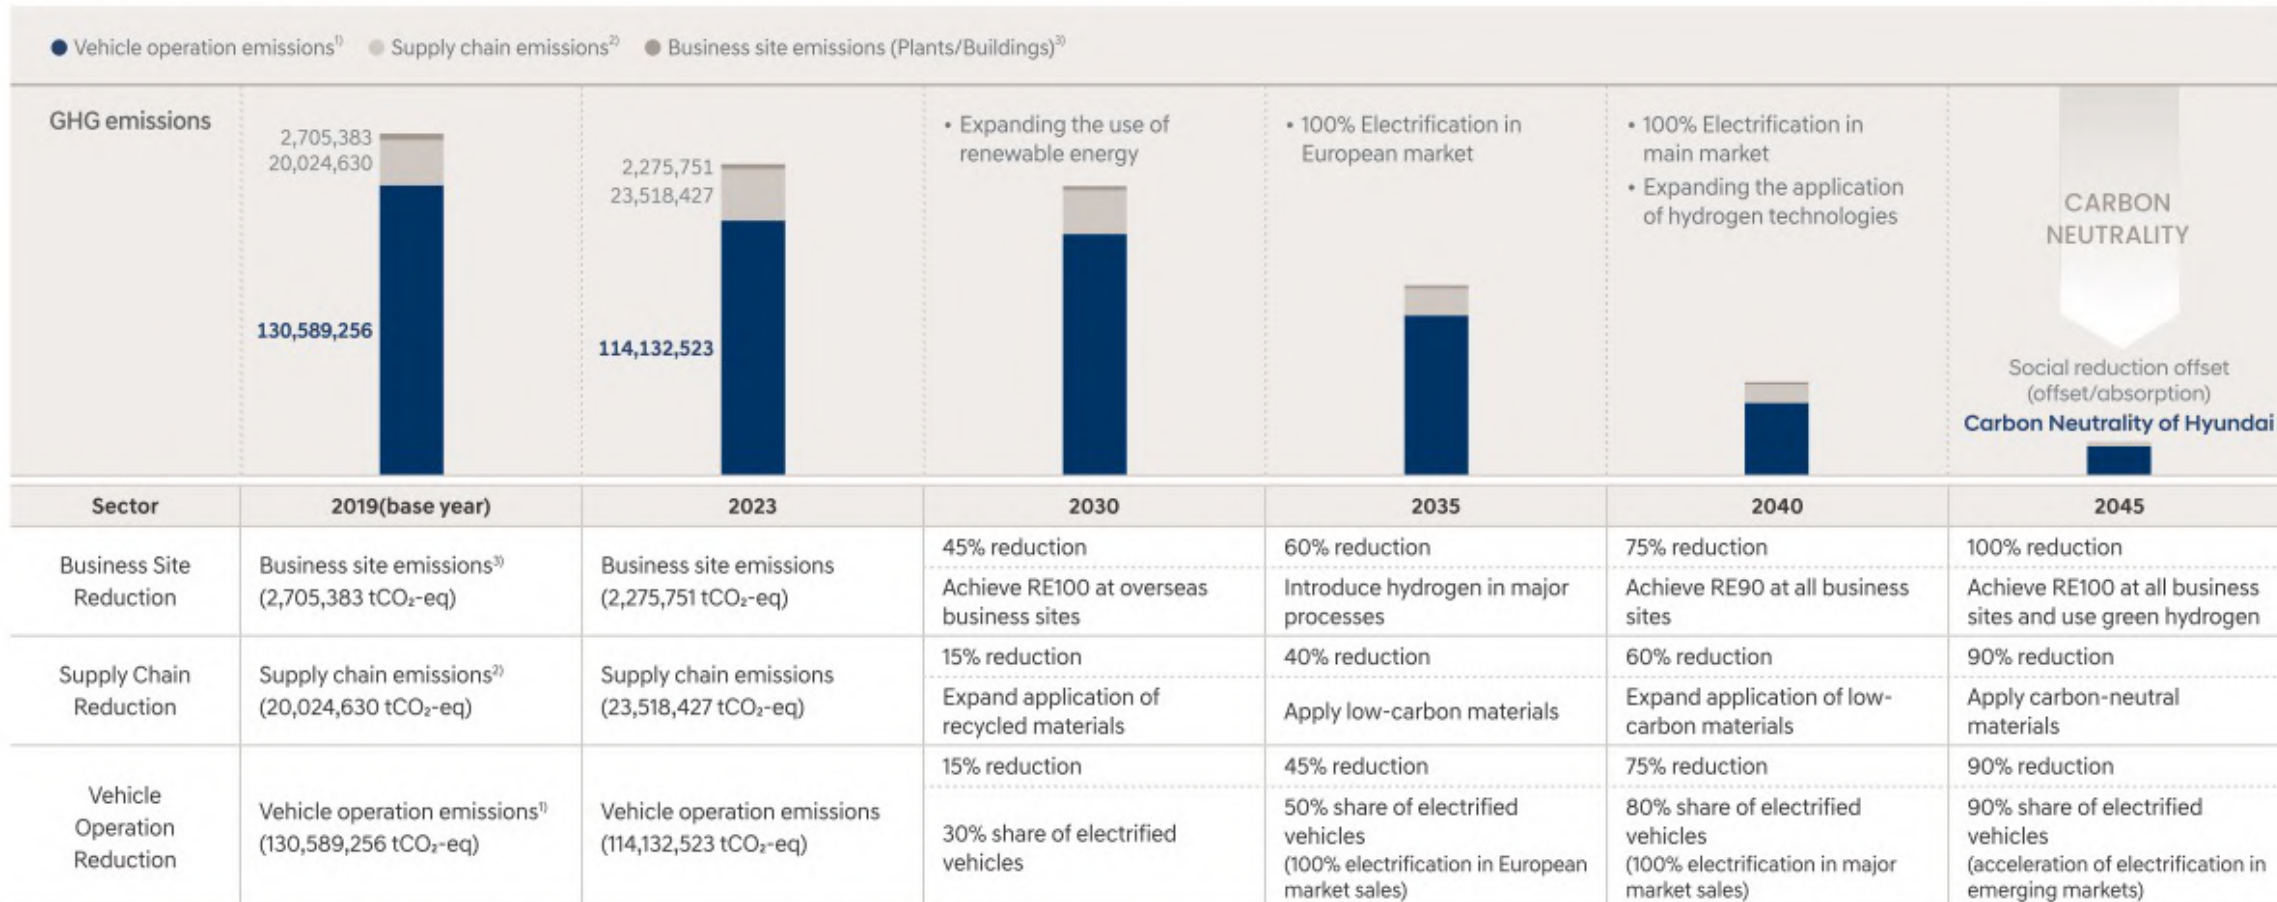 Vehicle operation emissions¹⁾ Supply chain emissions²⁾ Business site emissions (Plants/Buildings)³⁾
GHG emissions
2,705,383
20,024,630
130,589,256
2,275,751
23,518,427
114,132,523
• Expanding the use of
renewable energy
• 100% Electrification in
European market
• 100% Electrification in
main market
• Expanding the application
of hydrogen technologies
CARBON
NEUTRALITY
Social reduction offset
(offset/absorption)
Carbon Neutrality of Hyundai
Sector 2019(base year) 2023 2030 2035 2040 2045
Business Site
Reduction
Business site emissions³⁾
(2,705,383 tCO₂-eq)
Business site emissions
(2,275,751 tCO₂-eq)
45% reduction
Achieve RE100 at overseas
business sites
60% reduction
Introduce hydrogen in major
processes
75% reduction
Achieve RE90 at all business
sites
100% reduction
Achieve RE100 at all business
sites and use green hydrogen
Supply Chain
Reduction
Supply chain emissions²⁾
(20,024,630 tCO₂-eq)
Supply chain emissions
(23,518,427 tCO₂-eq)
15% reduction
Expand application of
recycled materials
40% reduction
Apply low-carbon materials
60% reduction
Expand application of low-
carbon materials
90% reduction
Apply carbon-neutral
materials
Vehicle
Operation
Reduction
Vehicle operation emissions¹⁾
(130,589,256 tCO₂-eq)
Vehicle operation emissions
(114,132,523 tCO₂-eq)
15% reduction
30% share of electrified
vehicles
45% reduction
50% share of electrified
vehicles
(100% electrification in European
market sales)
75% reduction
80% share of electrified
vehicles
(100% electrification in major
market sales)
90% reduction
90% share of electrified
vehicles
(acceleration of electrification in
emerging markets)